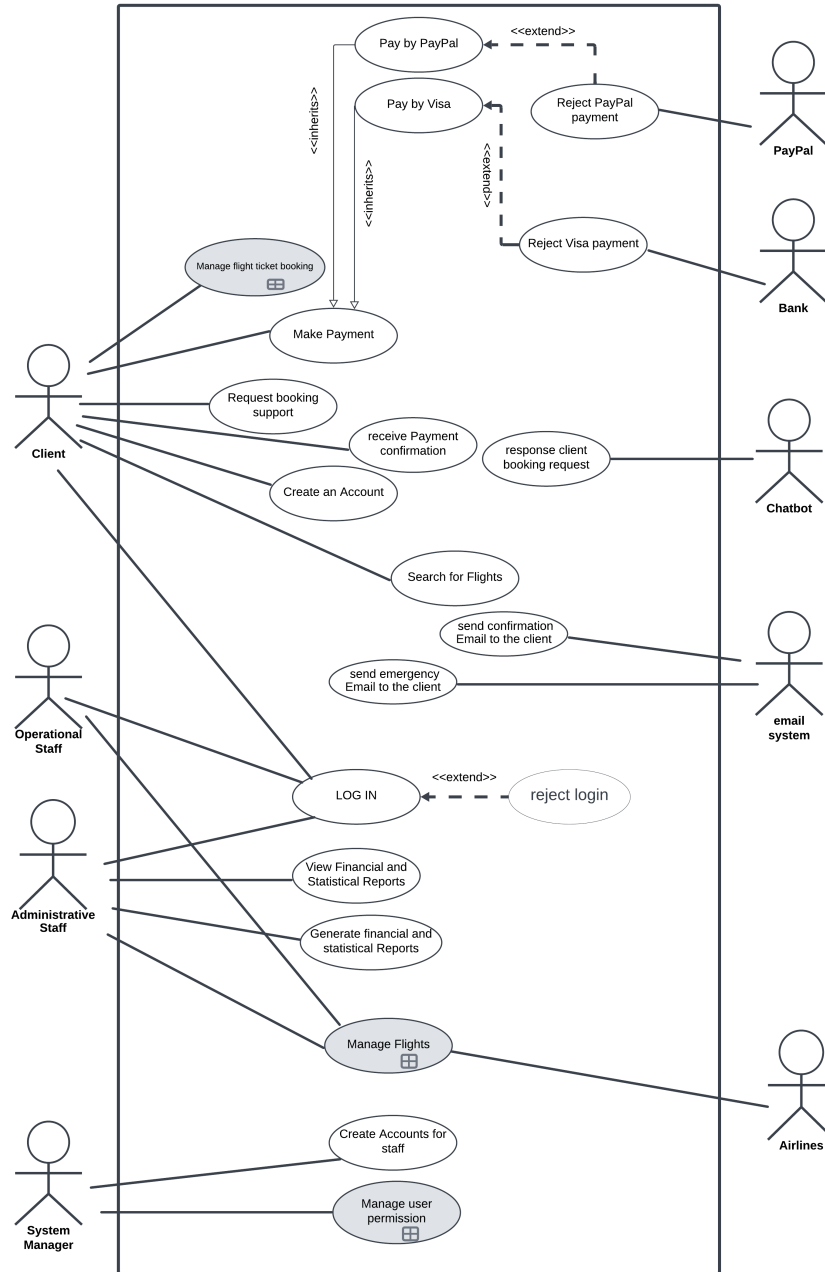 <<extend>>
Pay by PayPal
Pay by Visa
Reject PayPal
payment
PayPal
<<inherits>>
<<inherits>>
<<extend>>
Reject Visa payment
Bank
Manage flight ticket booking
Make Payment
Request booking
support
receive Payment
confirmation
response client
booking request
Client
Create an Account
Chatbot
Search for Flights
send confirmation
Email to the client
send emergency
Email to the client
email
system
Operational
Staff
LOG IN
<<extend>>
reject login
View Financial and
Statistical Reports
Administrative
Staff
Generate financial and
statistical Reports
Manage Flights
Airlines
Create Accounts for
staff
Manage user
permission
System
Manager